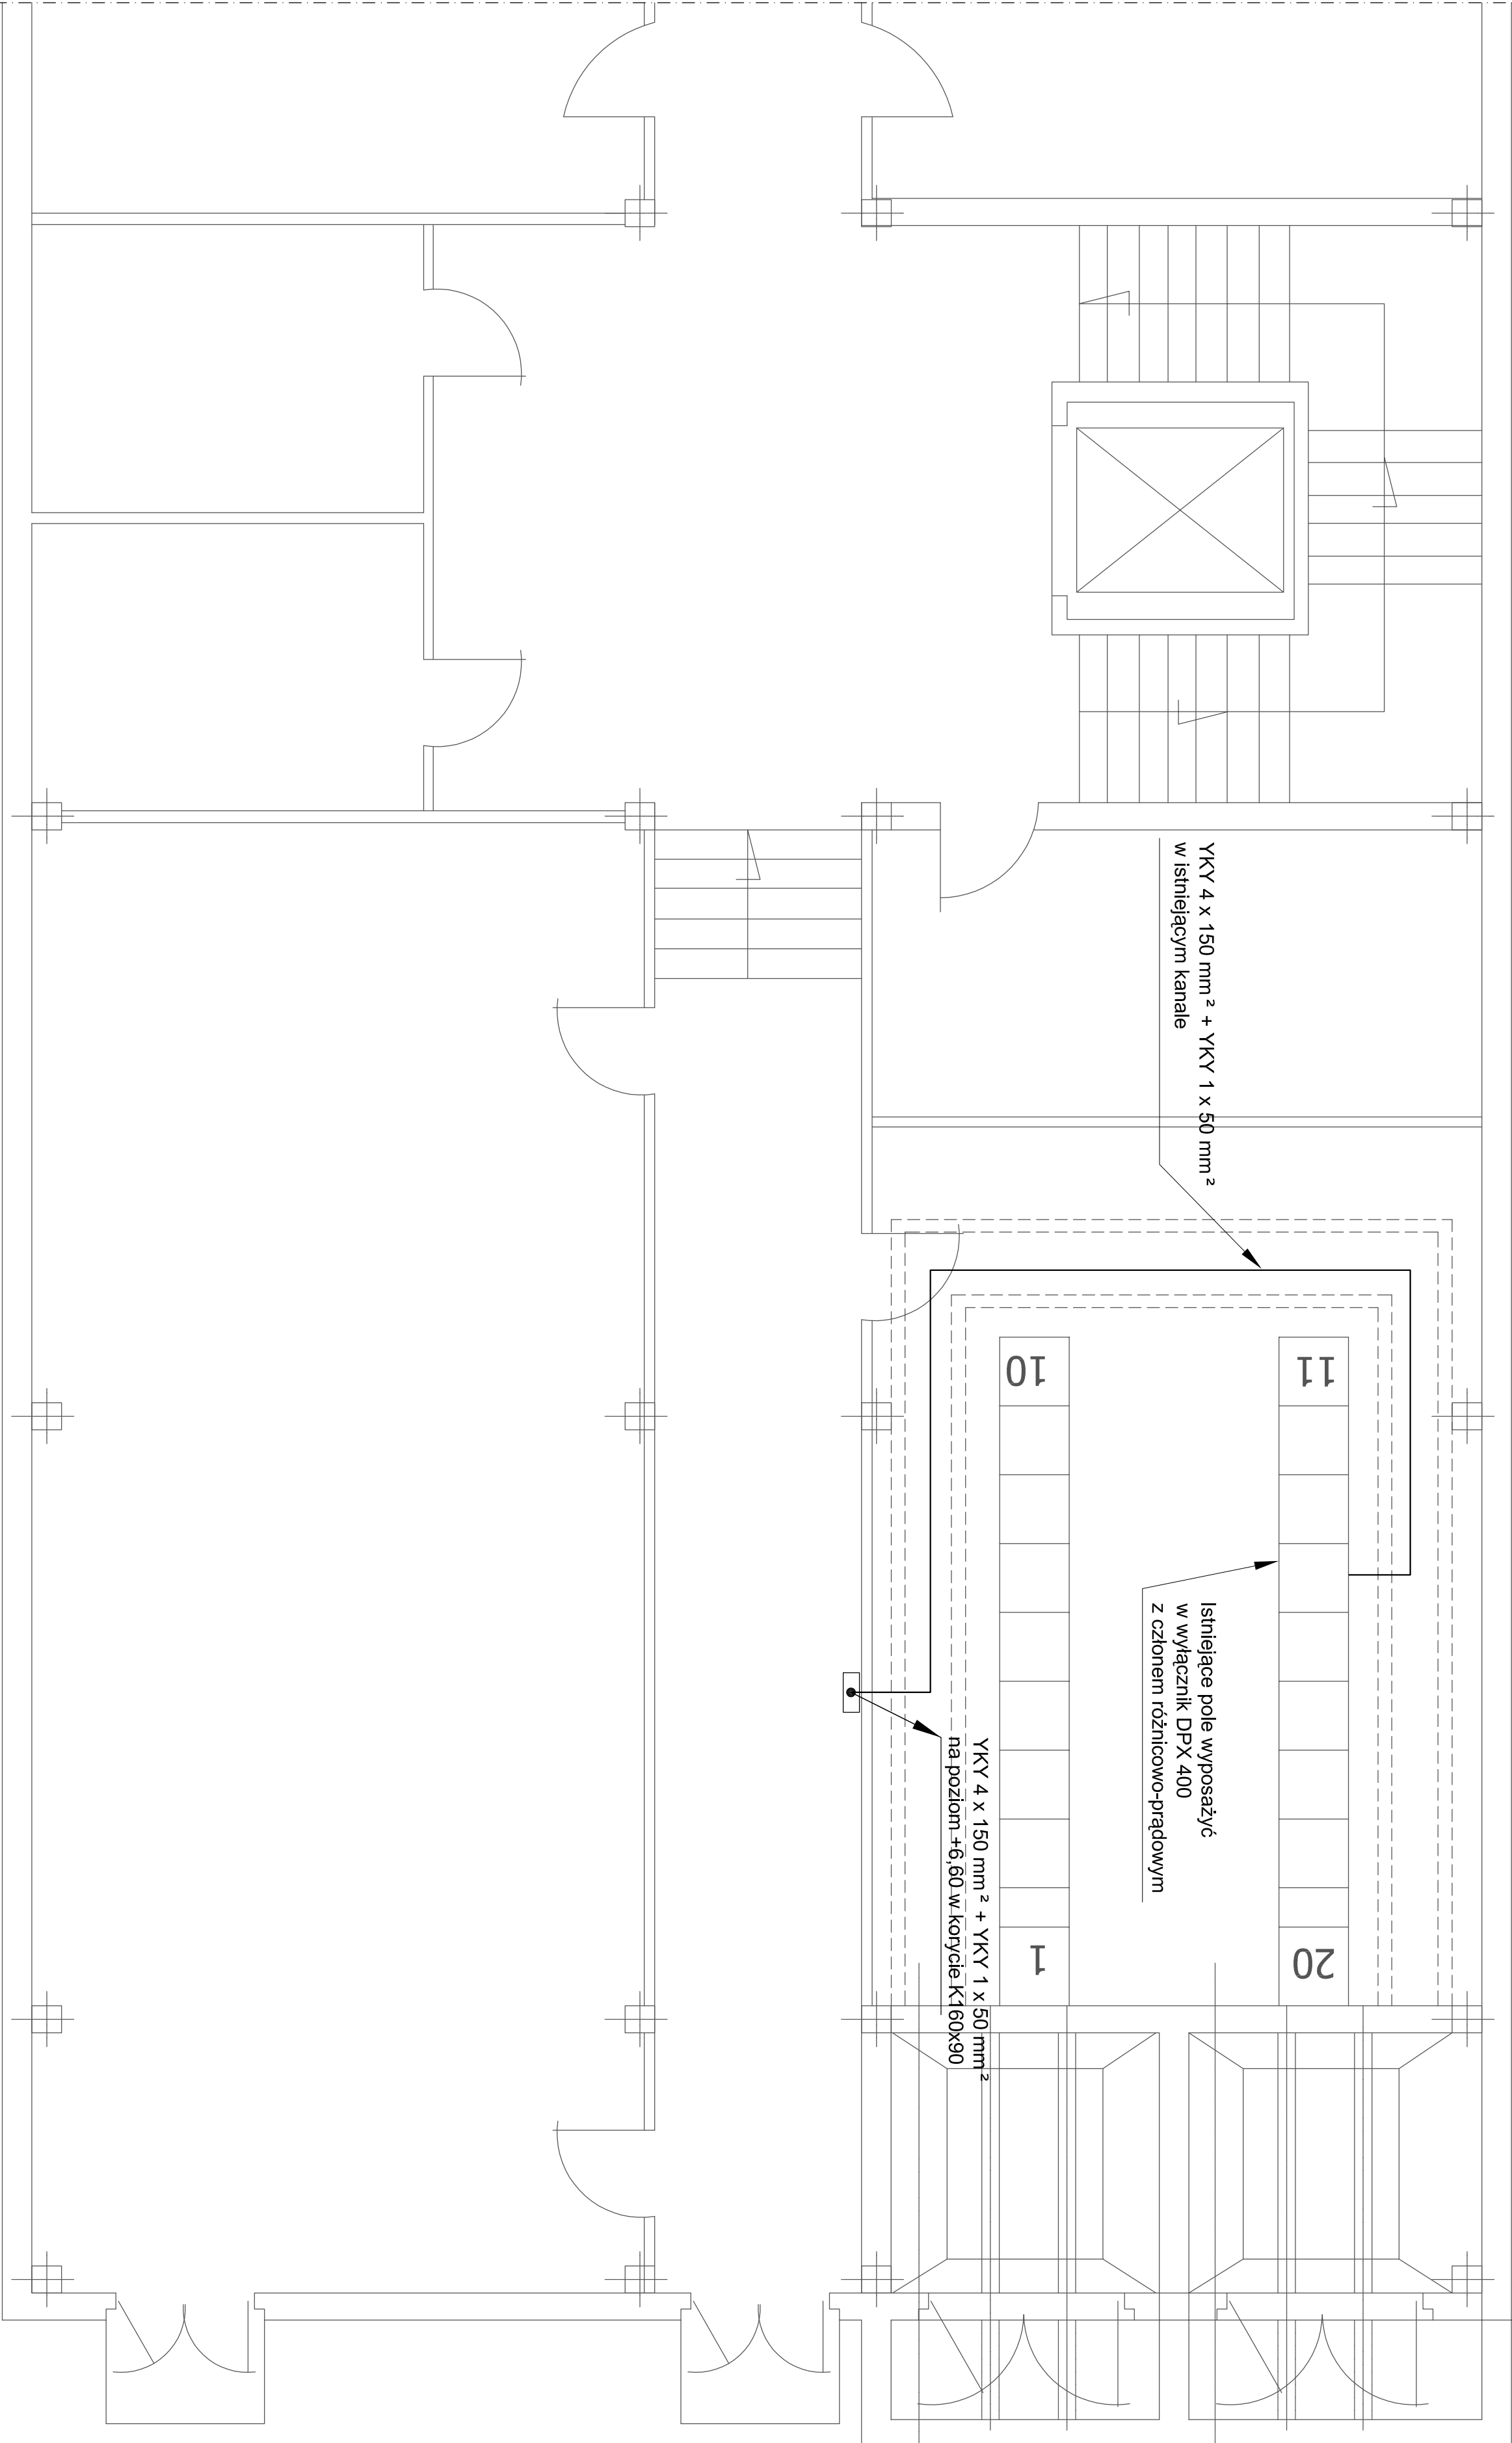 YKY 4 x 150 mm² + YKY 1 x 50 mm²
w istniejącym kanale
10
11
Istniejące pole wyposażyć
w wyłącznik DPX 400
z członem różnicowo-prądowym
YKY 4 x 150 mm² + YKY 1 x 50 mm²
na poziom +6,60 w korycie K160x90
1
20